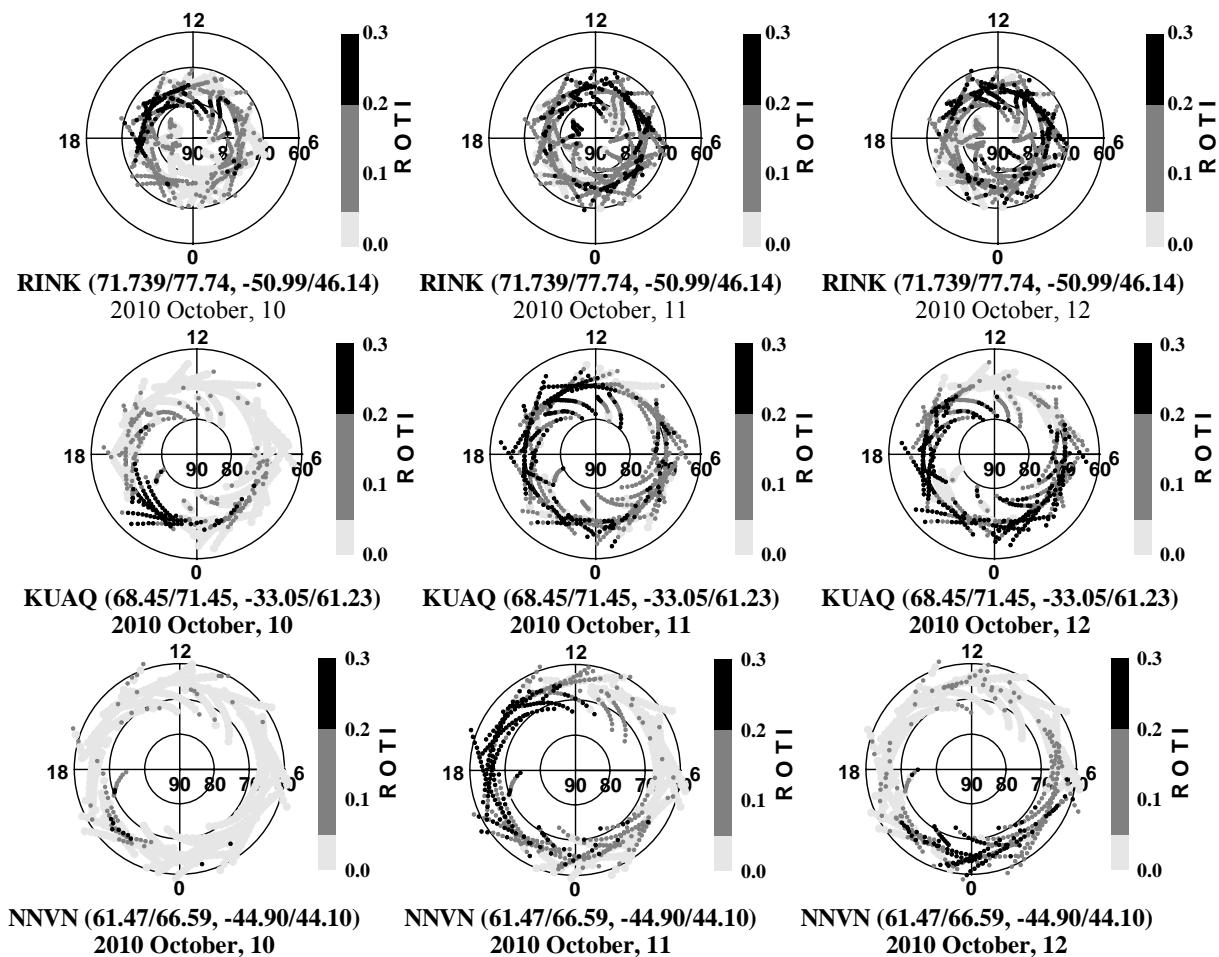 12 0.3 12 0.3 12 0.3
0.2 0.2 0.2
18 90 80 70 60 6 0.1 ROTI 18 90 80 70 60 6 0.1 ROTI 18 90 80 70 60 6 0.1 ROTI
0.0 0.0 0.0
0 0 0
RINK (71.739/77.74, -50.99/46.14) RINK (71.739/77.74, -50.99/46.14) RINK (71.739/77.74, -50.99/46.14)
2010 October, 10 2010 October, 11 2010 October, 12
12 0.3 12 0.3 12 0.3
0.2 0.2 0.2
18 90 80 60 6 0.1 ROTI 18 90 80 70 60 6 0.1 ROTI 18 90 80 70 60 6 0.1 ROTI
0.0 0.0 0.0
0 0 0
KUAQ (68.45/71.45, -33.05/61.23) KUAQ (68.45/71.45, -33.05/61.23) KUAQ (68.45/71.45, -33.05/61.23)
2010 October, 10 2010 October, 11 2010 October, 12
12 0.3 12 0.3 12 0.3
0.2 0.2 0.2
18 90 80 70 6 0.1 ROTI 18 90 80 70 6 0.1 ROTI 18 90 80 70 6 0.1 ROTI
0.0 0.0 0.0
0 0 0
NNVN (61.47/66.59, -44.90/44.10) NNVN (61.47/66.59, -44.90/44.10) NNVN (61.47/66.59, -44.90/44.10)
2010 October, 10 2010 October, 11 2010 October, 12